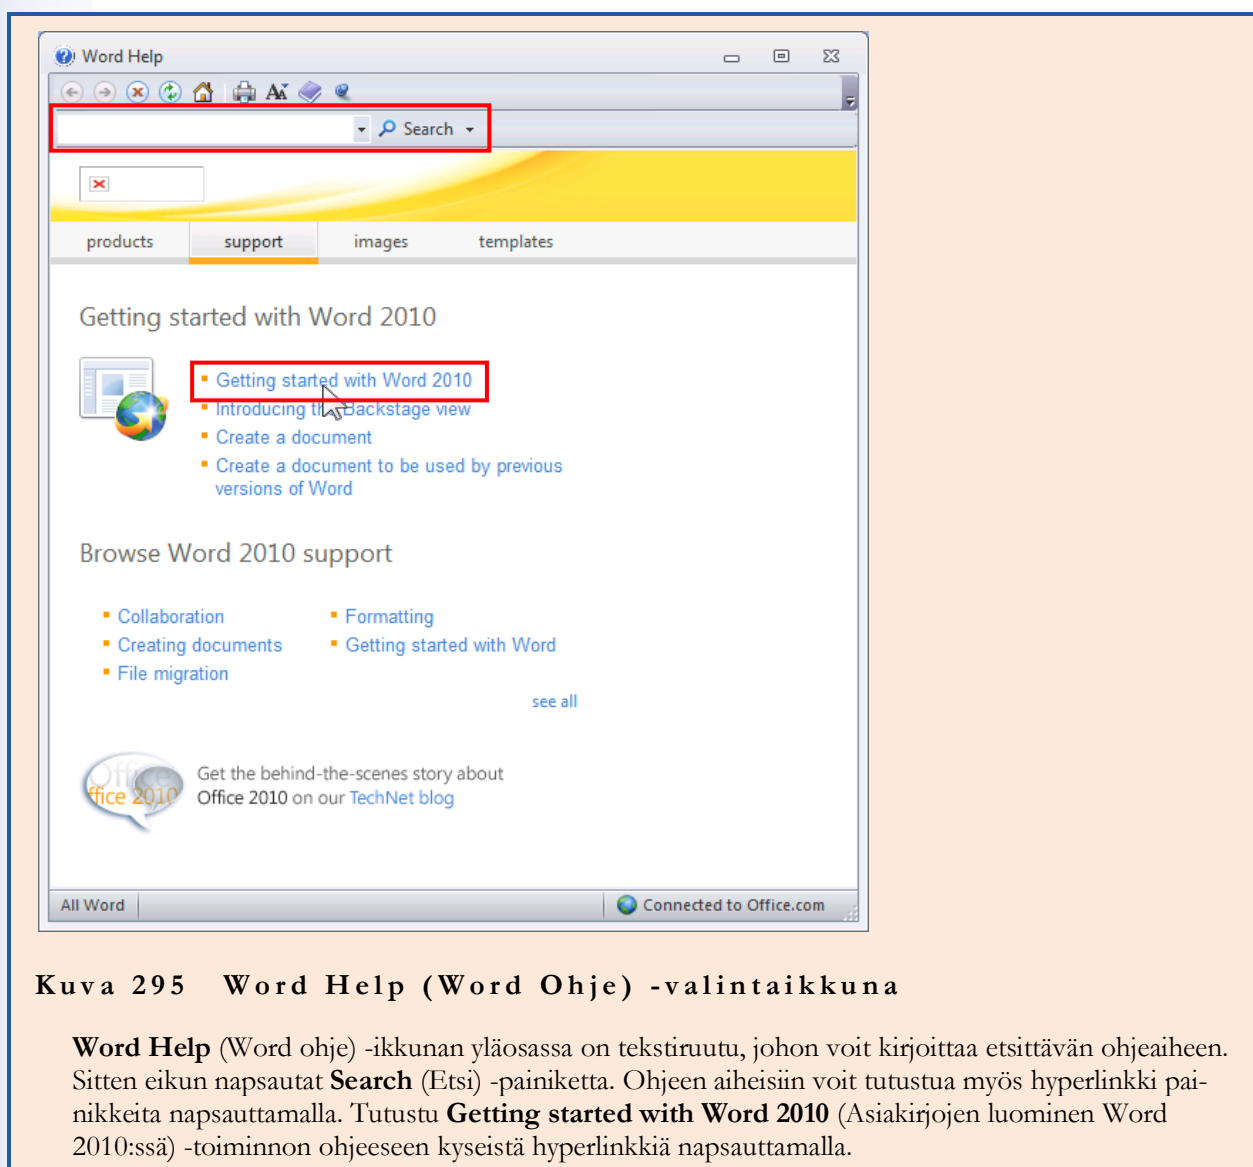 Word Help
Search
products support images templates
Getting started with Word 2010
Getting started with Word 2010
Introducing the Backstage view
Create a document
Create a document to be used by previous
versions of Word
Browse Word 2010 support
Collaboration Formatting
Creating documents Getting started with Word
File migration
see all
Office
ffice 2010
Get the behind-the-scenes story about
Office 2010 on our TechNet blog
All Word Connected to Office.com
Kuva 295 Word Help (Word Ohje) -valintaikkuna
Word Help (Word ohje) -ikkunan yläosassa on tekstiruutu, johon voit kirjoittaa etsittävän ohjeaiheen.
Sitten eikun napsautat Search (Etsi) -painiketta. Ohjeen aiheisiin voit tutustua myös hyperlinkki pai-
nikkeita napsauttamalla. Tutustu Getting started with Word 2010 (Asiakirjojen luominen Word
2010:ssä) -toiminnon ohjeeseen kyseistä hyperlinkkiä napsauttamalla.